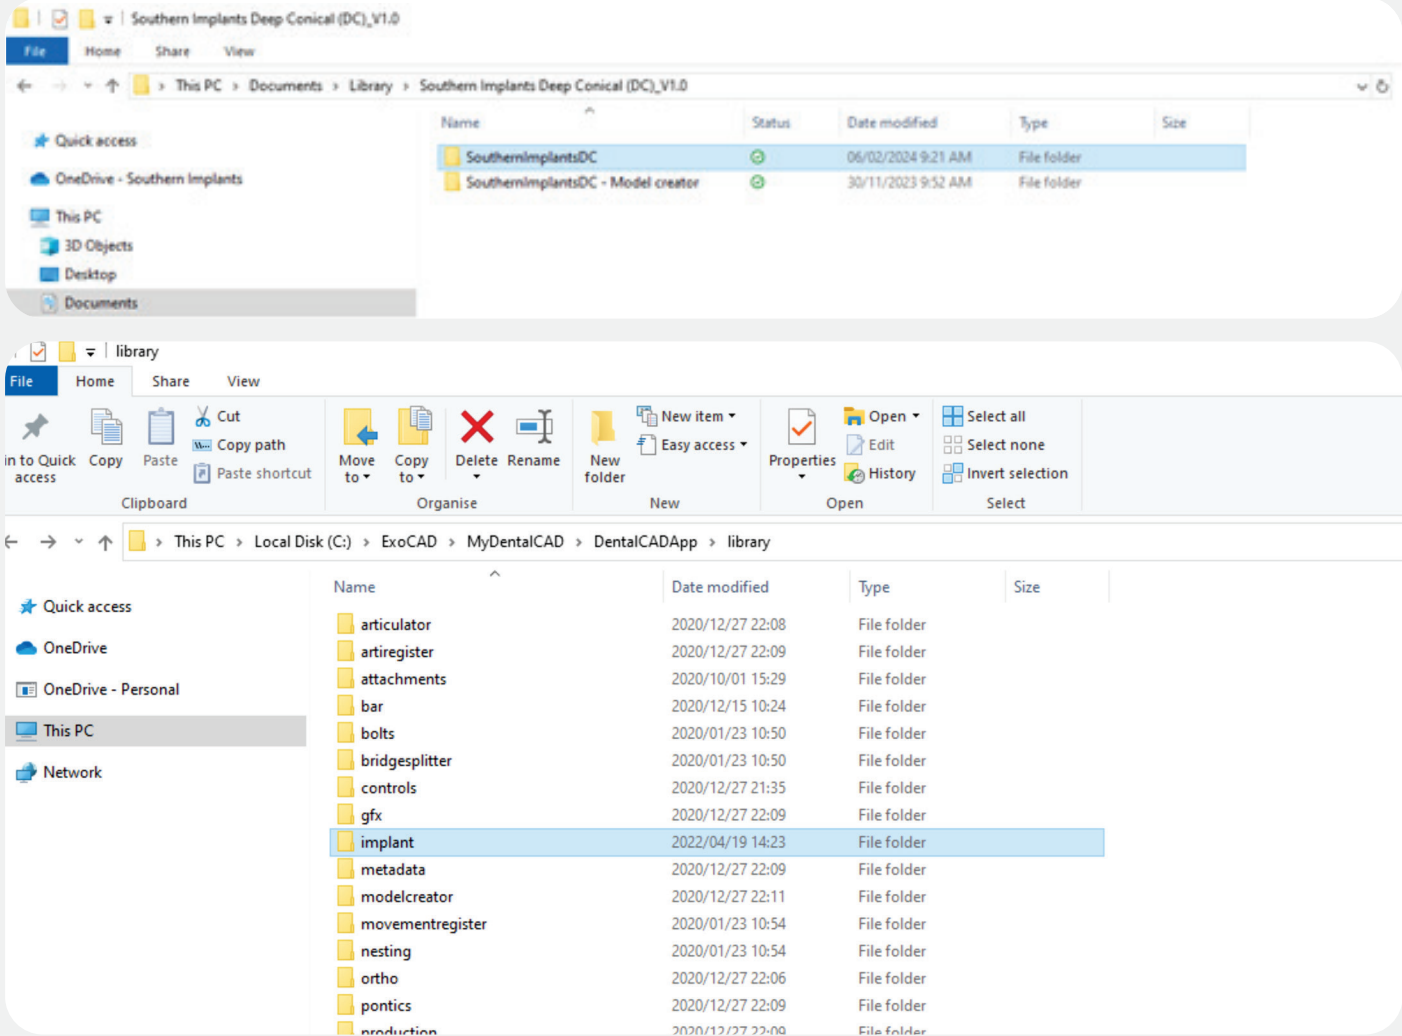 Southern Implants Deep Conical (DC)_V1.0
File Home Share View
This PC > Documents > Library > Southern Implants Deep Conical (DC)_V1.0
Name Status Date modified Type Size
Quick access
OneDrive - Southern Implants
This PC
3D Objects
Desktop
Documents
SouthernImplantsDC 06/02/2024 9:21 AM File folder
SouthernImplantsDC - Model creator 30/11/2023 9:52 AM File folder
library
File Home Share View
in to Quick access
Copy
Paste
Cut
Copy path
Paste shortcut
Clipboard
Move to
Copy to
Delete
Rename
Organise
New folder
New item
Easy access
New
Properties
Open
Edit
History
Open
Select all
Select none
Invert selection
Select
This PC > Local Disk (C:) > ExoCAD > MyDentalCAD > DentalCADApp > library
Quick access
OneDrive
OneDrive - Personal
This PC
Network
Name Date modified Type Size
articulator 2020/12/27 22:08 File folder
artiregister 2020/12/27 22:09 File folder
attachments 2020/10/01 15:29 File folder
bar 2020/12/15 10:24 File folder
bolts 2020/01/23 10:50 File folder
bridgesplitter 2020/01/23 10:50 File folder
controls 2020/12/27 21:35 File folder
gfx 2020/12/27 22:09 File folder
implant 2022/04/19 14:23 File folder
metadata 2020/12/27 22:09 File folder
modelcreator 2020/12/27 22:11 File folder
movementregister 2020/01/23 10:54 File folder
nesting 2020/01/23 10:54 File folder
ortho 2020/12/27 22:06 File folder
pontics 2020/12/27 22:09 File folder
production 2020/12/27 22:09 File folder